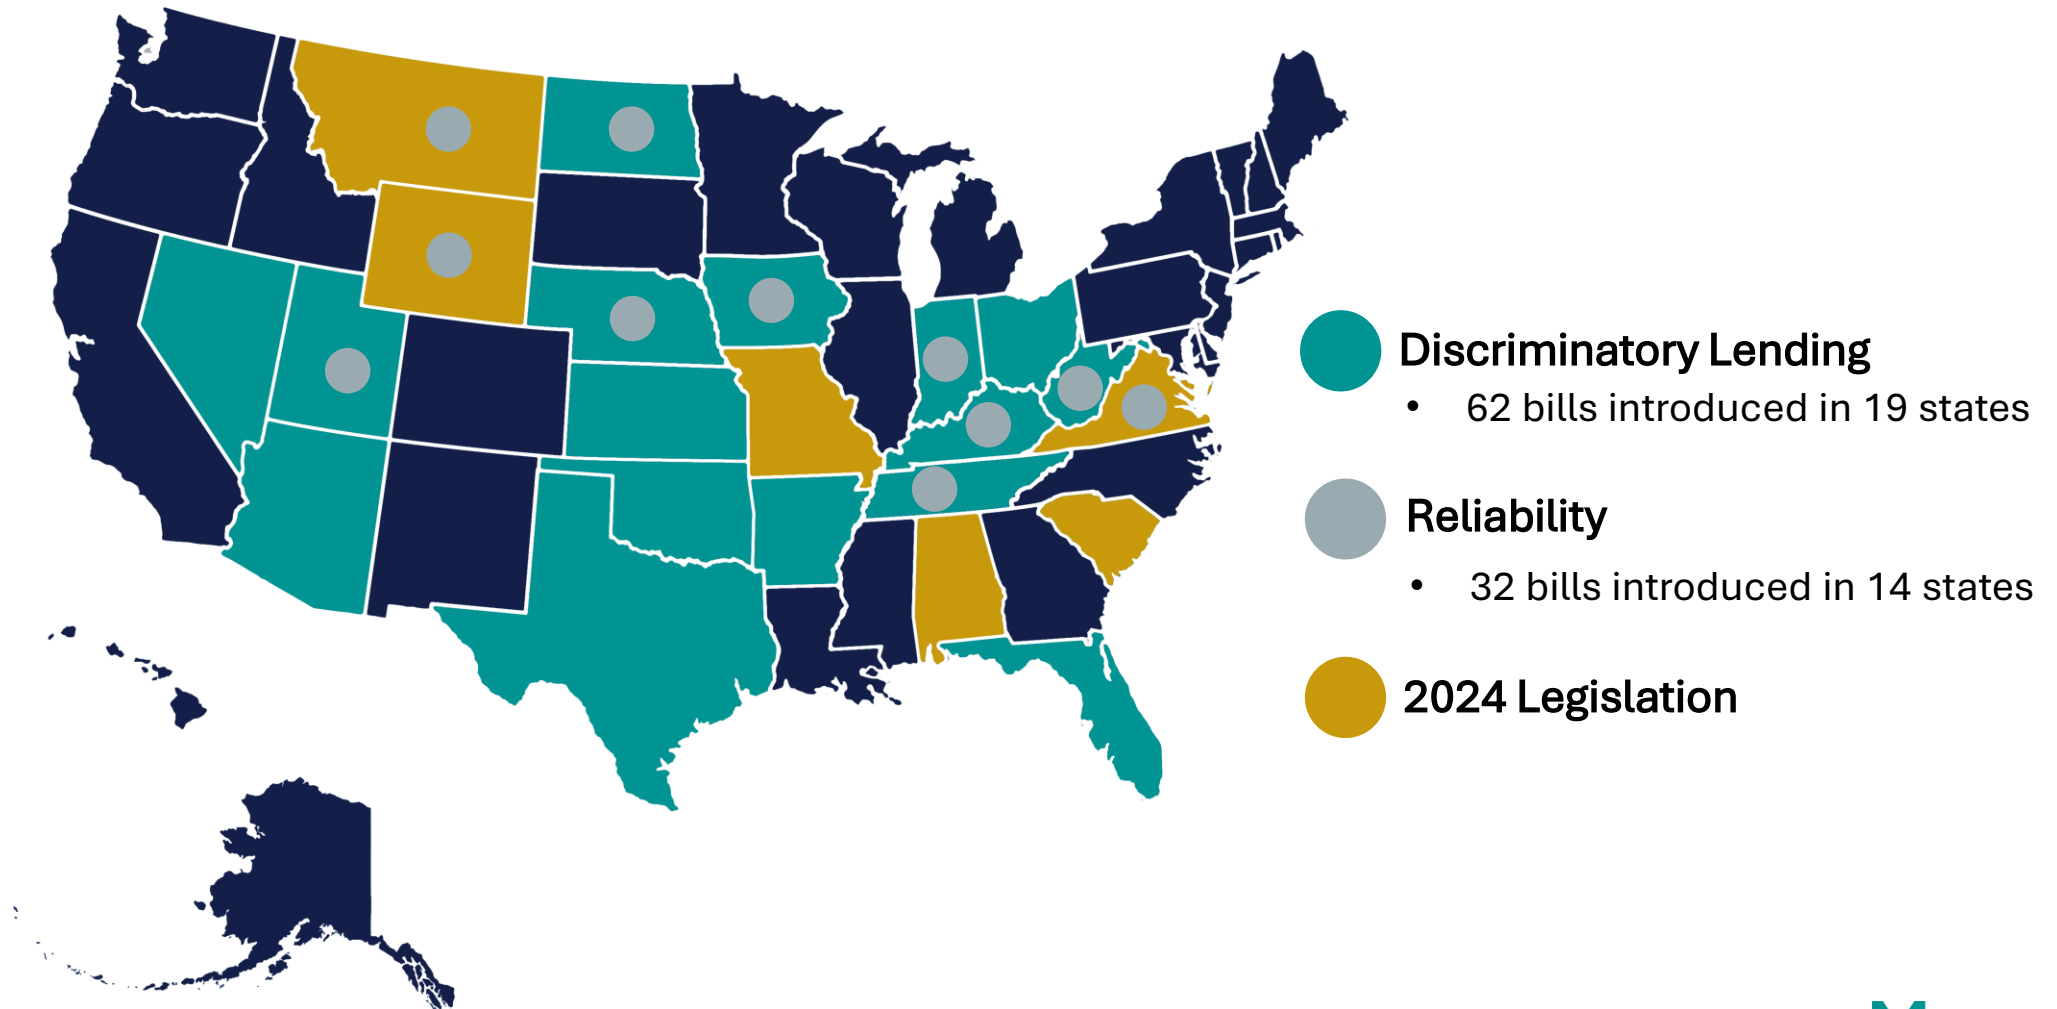 Discriminatory Lending
• 62 bills introduced in 19 states
Reliability
• 32 bills introduced in 14 states
2024 Legislation